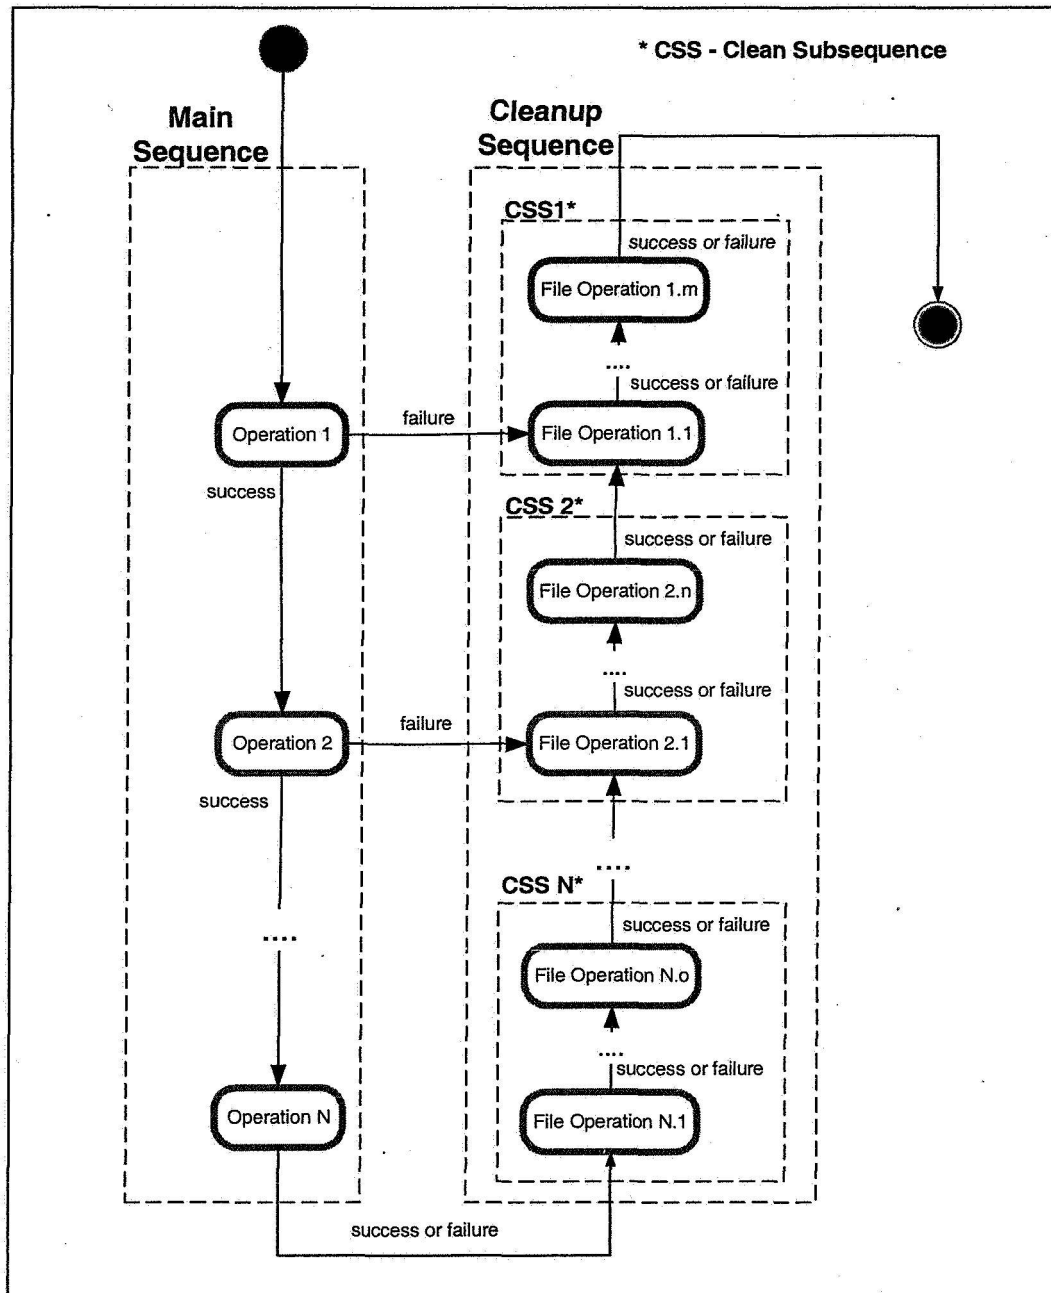 * CSS - Clean Subsequence
Main
Sequence
Cleanup
Sequence
CSS1*
success or failure
File Operation 1.m
....
success or failure
Operation 1
failure
File Operation 1.1
success
CSS 2*
success or failure
File Operation 2.n
....
success or failure
Operation 2
failure
File Operation 2.1
success
....
CSS N*
success or failure
....
File Operation N.o
....
success or failure
Operation N
File Operation N.1
success or failure